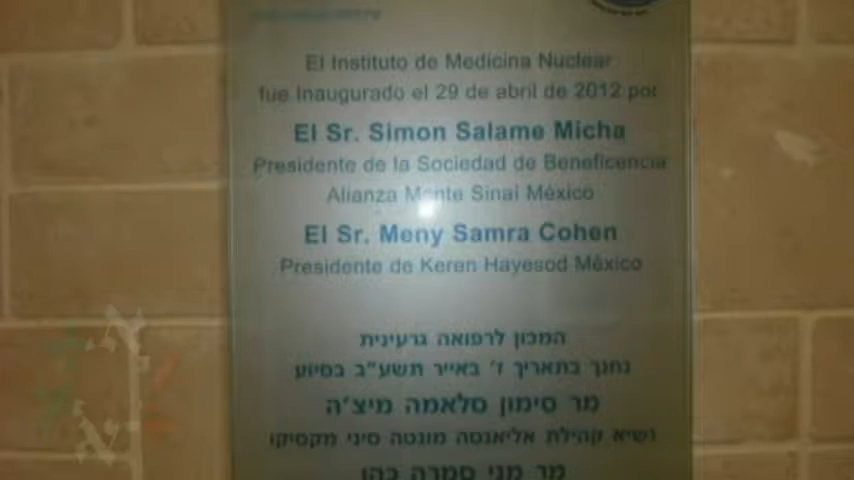 El Instituto de Medicina Nuclear
fue Inaugurado el 29 de abril de 2012 por
El Sr. Simon Salame Micha
Presidente de la Sociedad de Beneficencia
Alianza Monte Sinai México
El Sr. Meny Samra Cohen
Presidente de Keren Hayesod México
המכון לרפואה גרעינית
נחנך בתאריך ז' באייר תשע"ב בסיוע
מר סימון סלאמה מיצ'ה
נשיא קהילת אליאנסה מונטה סיני מקסיקו
מר מני סמרה כהן